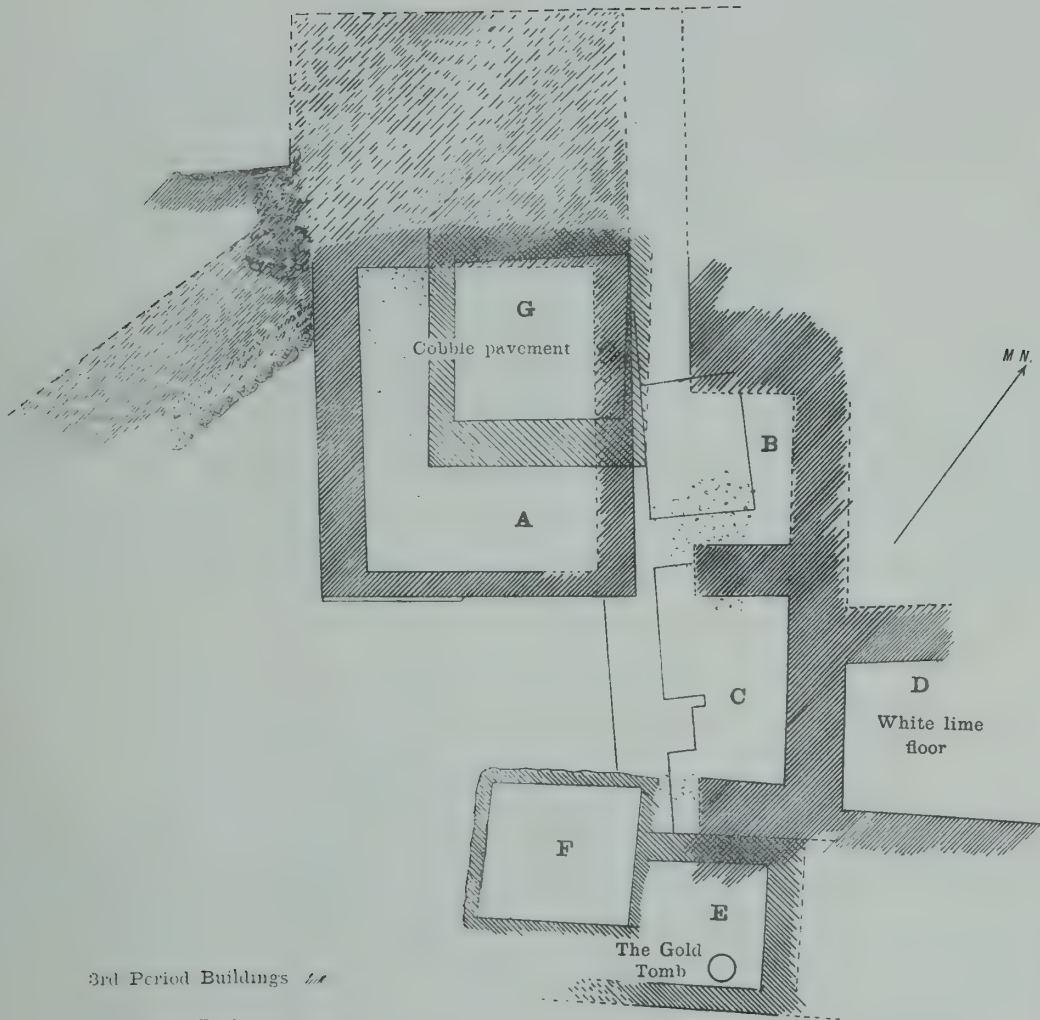 G
Cobble pavement
M N.
B
A
C
D
White lime
floor
F
E
The Gold
Tomb
3rd Period Buildings